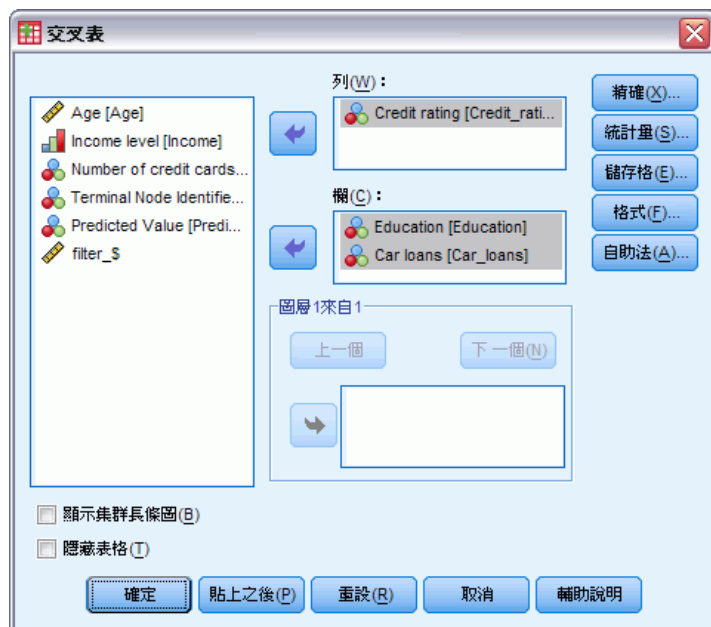 交叉表
Age [Age]
Income level [Income]
Number of credit cards...
Terminal Node Identifie...
Predicted Value [Predi...
filter_$
列(W)：
Credit rating [Credit_rati...
欄(C)：
Education [Education]
Car loans [Car_loans]
圖層1來自1
上一個
下一個(N)
精確(X)...
統計量(S)...
儲存格(E)...
格式(F)...
自助法(A)...
顯示集群長條圖(B)
隱藏表格(T)
確定
貼上之後(P)
重設(R)
取消
輔助說明